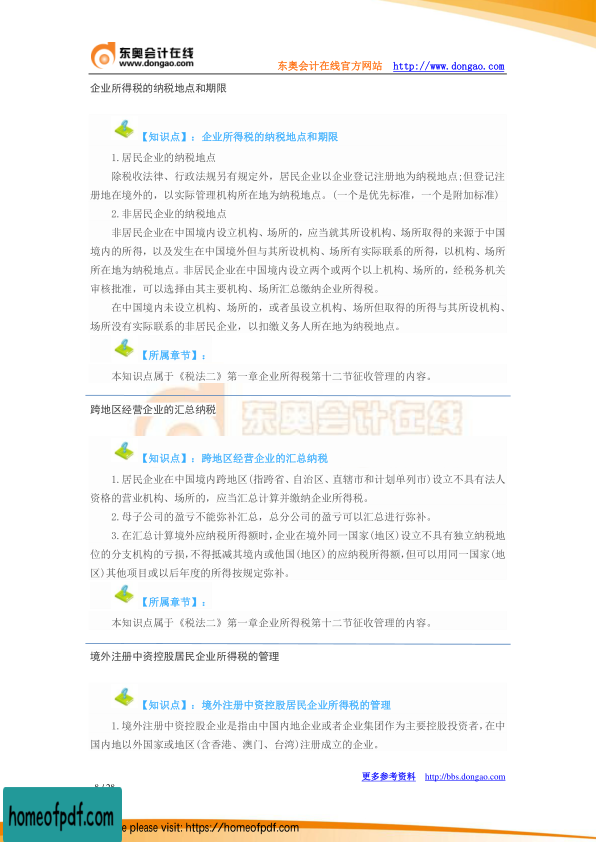 东奥会计在线
www.dongao.com
东奥会计在线官方网站 http://www.dongao.com
企业所得税的纳税地点和期限
【知识点】：企业所得税的纳税地点和期限
1.居民企业的纳税地点
除税收法律、行政法规另有规定外，居民企业以企业登记注册地为纳税地点;但登记注
册地在境外的，以实际管理机构所在地为纳税地点。(一个是优先标准，一个是附加标准)
2.非居民企业的纳税地点
非居民企业在中国境内设立机构、场所的，应当就其所设机构、场所取得的来源于中国
境内的所得，以及发生在中国境外但与其所设机构、场所有实际联系的所得，以机构、场所
所在地为纳税地点。非居民企业在中国境内设立两个或两个以上机构、场所的，经税务机关
审核批准，可以选择由其主要机构、场所汇总缴纳企业所得税。
在中国境内未设立机构、场所的，或者虽设立机构、场所但取得的所得与其所设机构、
场所没有实际联系的非居民企业，以扣缴义务人所在地为纳税地点。
【所属章节】：
本知识点属于《税法二》第一章企业所得税第十二节征收管理的内容。
东奥会计在线
跨地区经营企业的汇总纳税
【知识点】：跨地区经营企业的汇总纳税
1.居民企业在中国境内跨地区(指跨省、自治区、直辖市和计划单列市)设立不具有法人
资格的营业机构、场所的，应当汇总计算并缴纳企业所得税。
2.母子公司的盈亏不能弥补汇总，总分公司的盈亏可以汇总进行弥补。
3.在汇总计算境外应纳税所得额时,企业在境外同一国家(地区)设立不具有独立纳税地
位的分支机构的亏损,不得抵减其境内或他国(地区)的应纳税所得额,但可以用同一国家(地
区)其他项目或以后年度的所得按规定弥补。
【所属章节】：
本知识点属于《税法二》第一章企业所得税第十二节征收管理的内容。
境外注册中资控股居民企业所得税的管理
【知识点】：境外注册中资控股居民企业所得税的管理
1.境外注册中资控股企业是指由中国内地企业或者企业集团作为主要控股投资者,在中
国内地以外国家或地区(含香港、澳门、台湾)注册成立的企业。
更多参考资料 http://bbs.dongao.com
8 / 28
homeofpdf.com
e please visit: https://homeofpdf.com